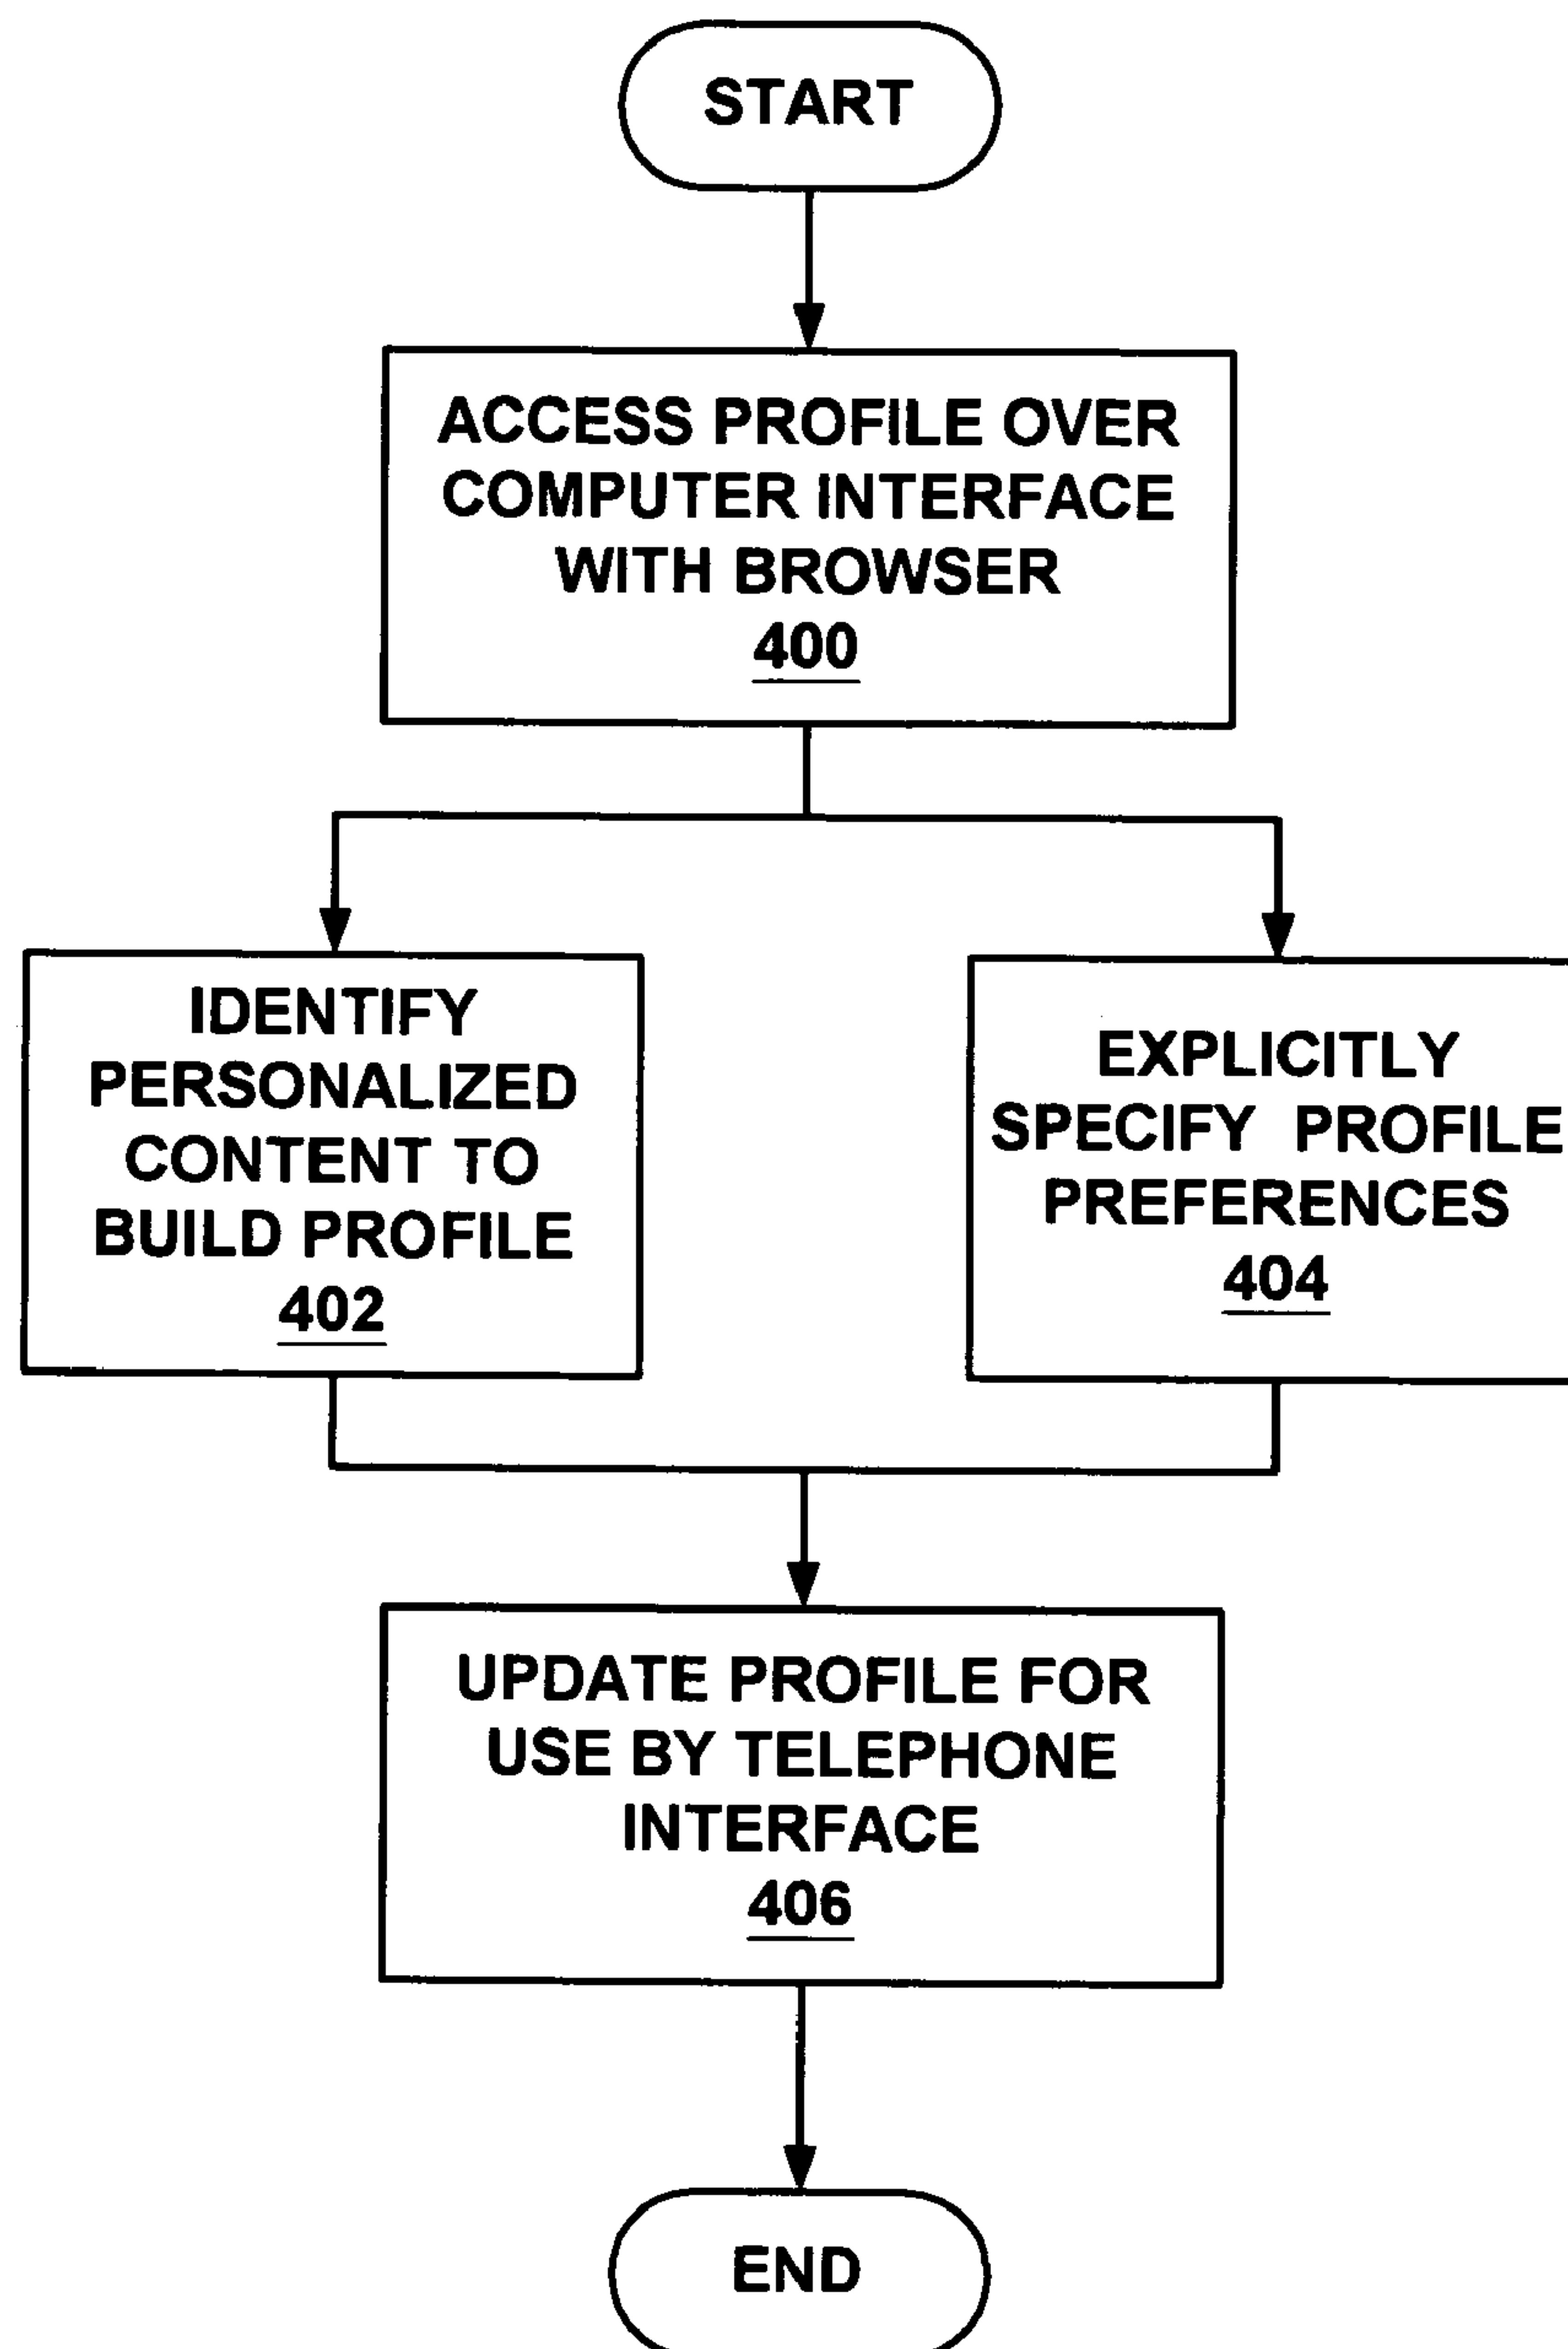 START
ACCESS PROFILE OVER
COMPUTER INTERFACE
WITH BROWSER
400
IDENTIFY
PERSONALIZED
CONTENT TO
BUILD PROFILE
402
EXPLICITLY
SPECIFY PROFILE
PREFERENCES
404
UPDATE PROFILE FOR
USE BY TELEPHONE
INTERFACE
406
END